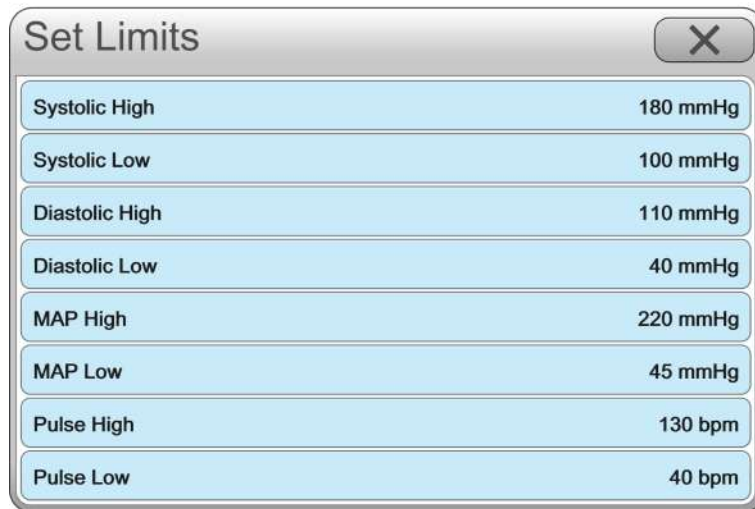 Set Limits
Systolic High 180 mmHg
Systolic Low 100 mmHg
Diastolic High 110 mmHg
Diastolic Low 40 mmHg
MAP High 220 mmHg
MAP Low 45 mmHg
Pulse High 130 bpm
Pulse Low 40 bpm